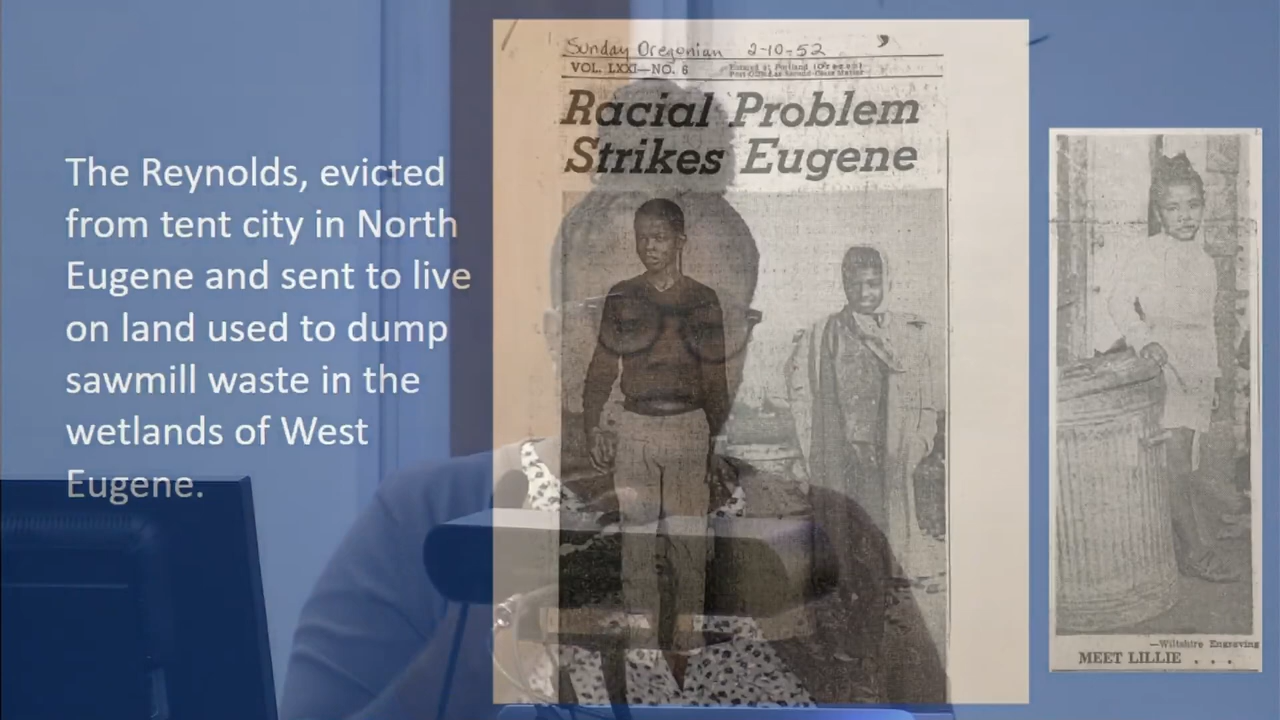 The Reynolds, evicted
from tent city in North
Eugene and sent to live
on land used to dump
sawmill waste in the
wetlands of West
Eugene.
Sunday Oregonian 2-10-52
VOL. LXXI—NO. 6
Racial Problem
Strikes Eugene
—Wiltshire Engraving
MEET LILLIE . . .